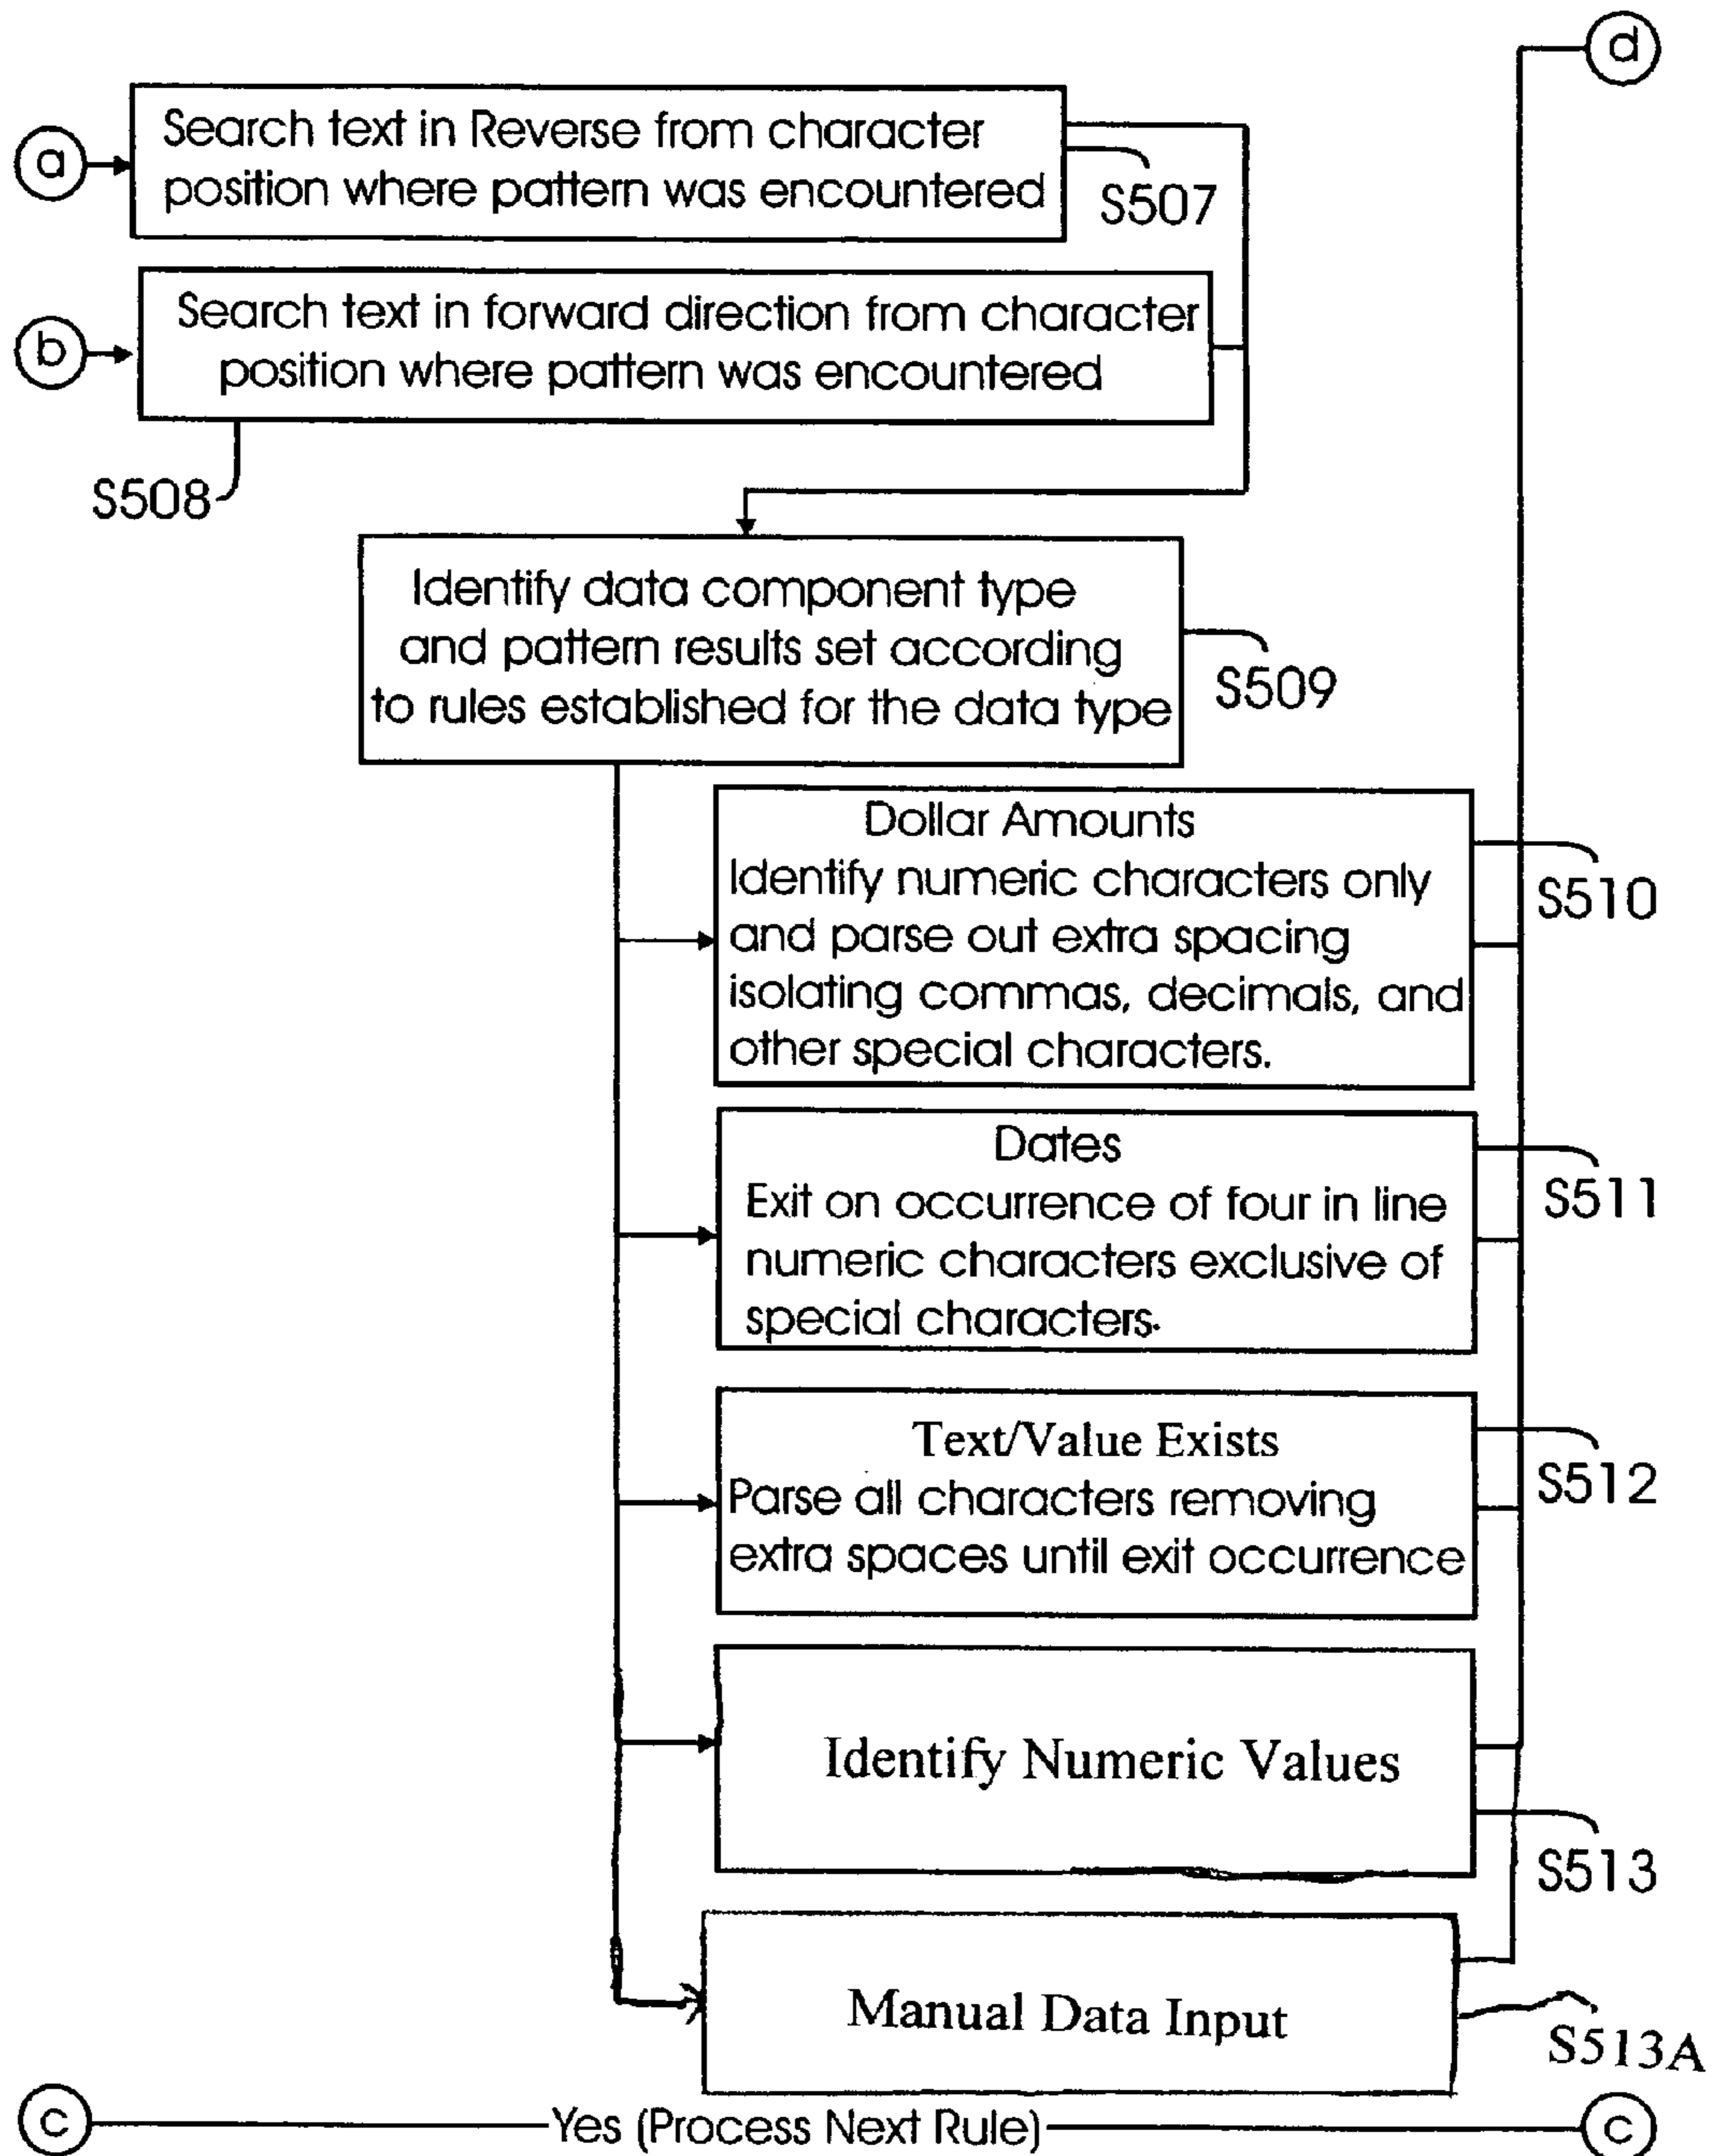 d
a
Search text in Reverse from character
position where pattern was encountered
S507
b
Search text in forward direction from character
position where pattern was encountered
S508
Identify data component type
and pattern results set according
to rules established for the data type
S509
Dollar Amounts
Identify numeric characters only
and parse out extra spacing
isolating commas, decimals, and
other special characters.
S510
Dates
Exit on occurrence of four in line
numeric characters exclusive of
special characters.
S511
Text/Value Exists
Parse all characters removing
extra spaces until exit occurrence
S512
Identify Numeric Values
S513
Manual Data Input
S513A
c Yes (Process Next Rule) c